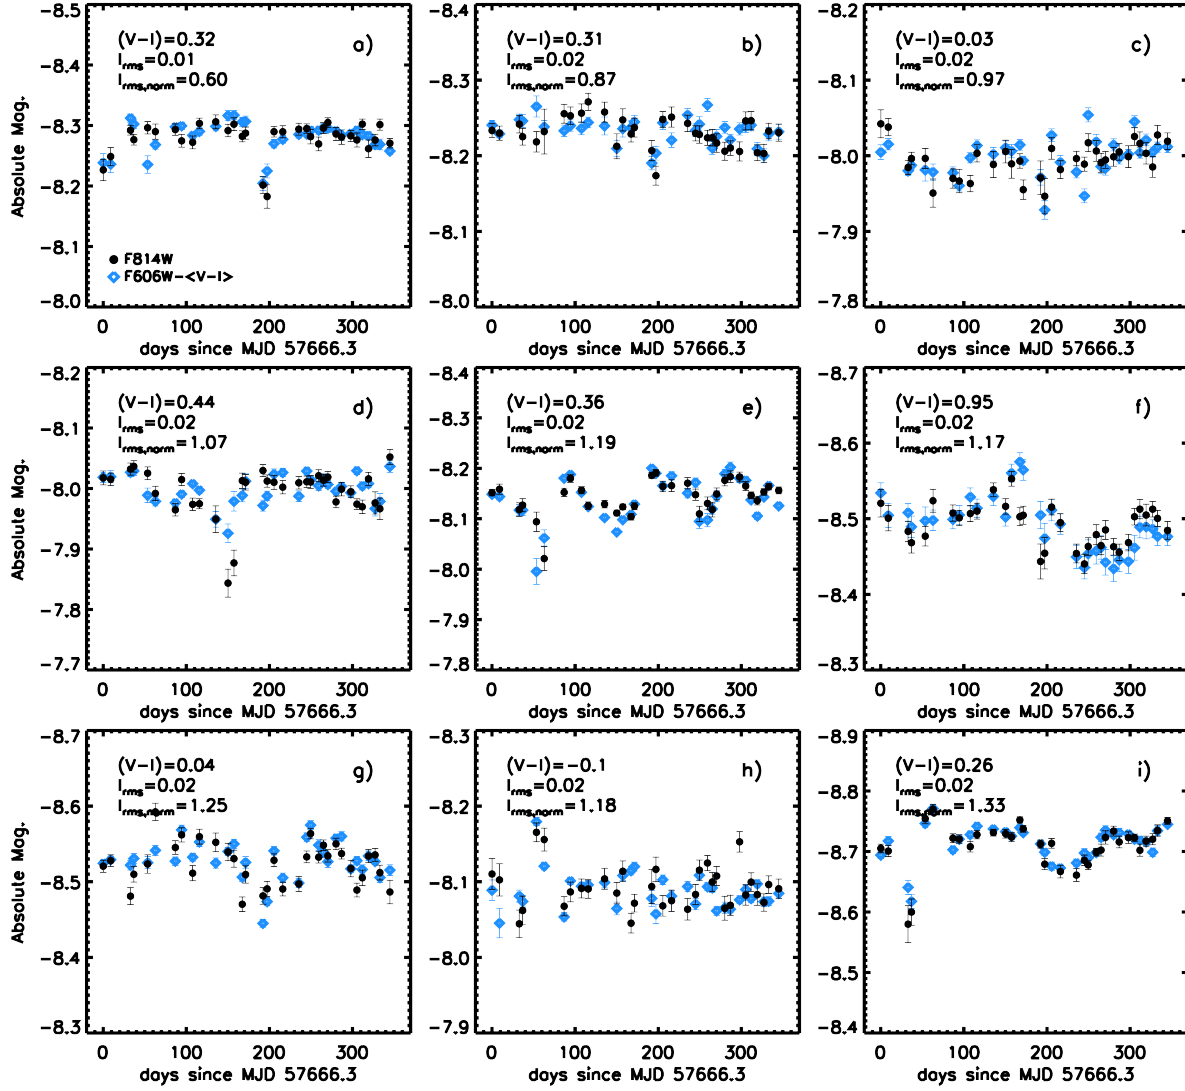 (V-I)=0.32
I_rms=0.01
I_rms,norm=0.60
a)
F814W
F606W-<V-I>
-8.5
-8.4
-8.3
-8.2
-8.1
-8.0
Absolute Mag.
0 100 200 300
days since MJD 57666.3
(V-I)=0.31
I_rms=0.02
I_rms,norm=0.87
b)
-8.4
-8.3
-8.2
-8.1
-8.0
0 100 200 300
days since MJD 57666.3
(V-I)=0.03
I_rms=0.02
I_rms,norm=0.97
c)
-8.2
-8.1
-8.0
-7.9
-7.8
0 100 200 300
days since MJD 57666.3
(V-I)=0.44
I_rms=0.02
I_rms,norm=1.07
d)
-8.2
-8.1
-8.0
-7.9
-7.8
-7.7
Absolute Mag.
0 100 200 300
days since MJD 57666.3
(V-I)=0.36
I_rms=0.02
I_rms,norm=1.19
e)
-8.4
-8.3
-8.2
-8.1
-8.0
-7.9
-7.8
0 100 200 300
days since MJD 57666.3
(V-I)=0.95
I_rms=0.02
I_rms,norm=1.17
f)
-8.7
-8.6
-8.5
-8.4
-8.3
0 100 200 300
days since MJD 57666.3
(V-I)=0.04
I_rms=0.02
I_rms,norm=1.25
g)
-8.7
-8.6
-8.5
-8.4
-8.3
Absolute Mag.
0 100 200 300
days since MJD 57666.3
(V-I)=-0.1
I_rms=0.02
I_rms,norm=1.18
h)
-8.3
-8.2
-8.1
-8.0
-7.9
0 100 200 300
days since MJD 57666.3
(V-I)=0.26
I_rms=0.02
I_rms,norm=1.33
i)
-8.9
-8.8
-8.7
-8.6
-8.5
-8.4
0 100 200 300
days since MJD 57666.3